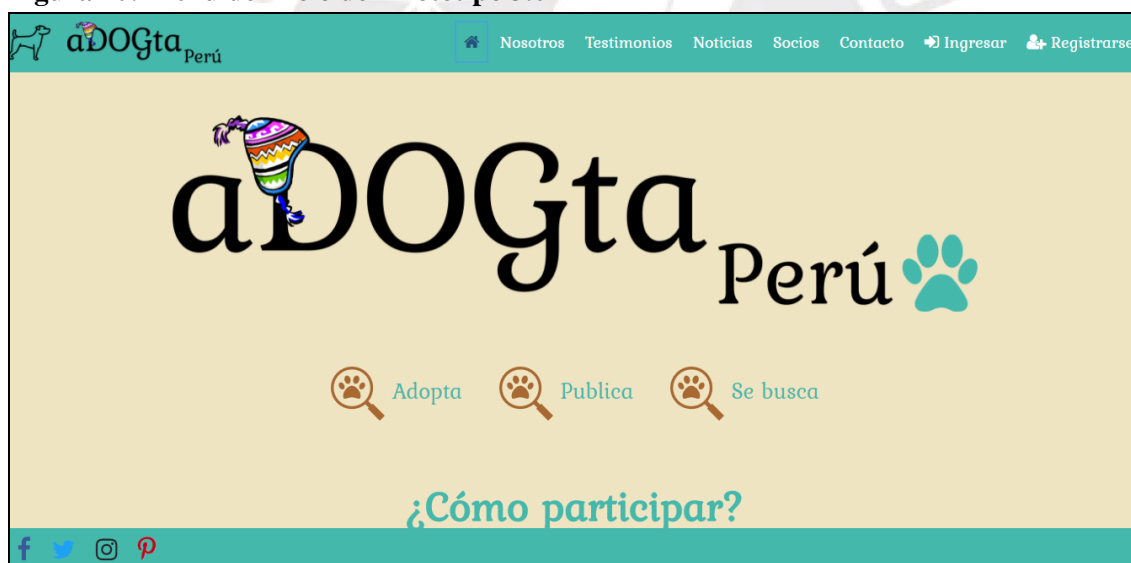 aDOGta Perú
Nosotros Testimonios Noticias Socios Contacto Ingresar Registrarse
aDOGta Perú
Adopta Publica Se busca
¿Cómo participar?